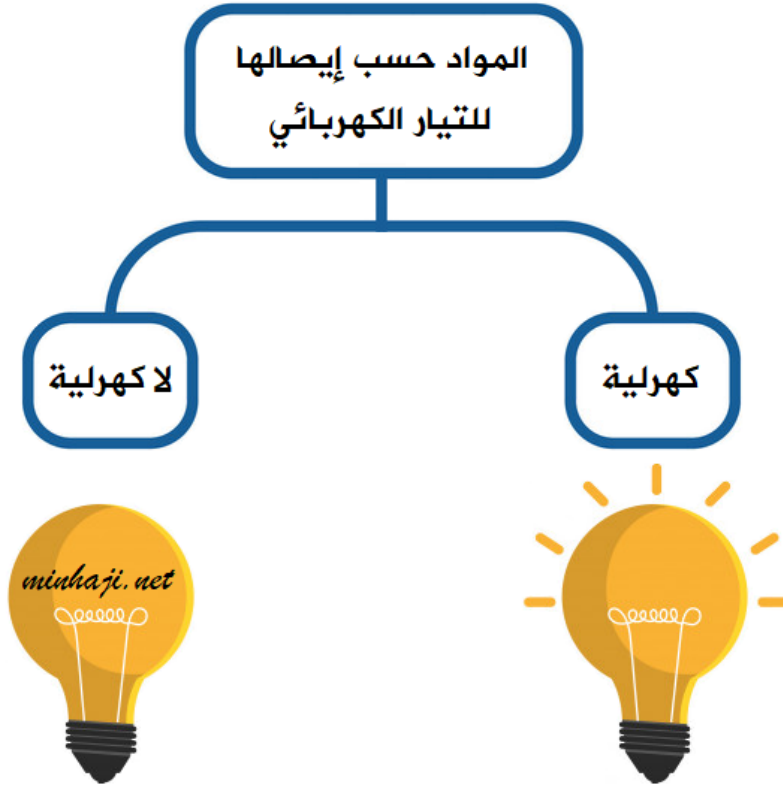 المواد حسب إيصالها
للتيار الكهربائي
كهرلية
لا كهرلية
minhaji.net